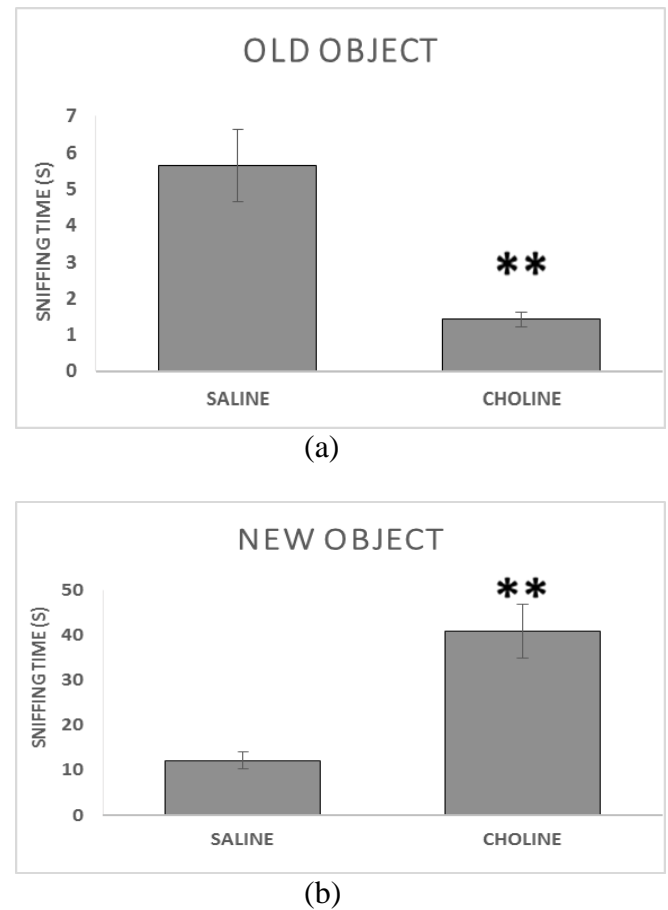 OLD OBJECT
SNIFFING TIME (S)
7
6
5
4
3
2
1
0
**
SALINE CHOLINE
(a)
NEW OBJECT
SNIFFING TIME (S)
50
40
30
20
10
0
**
SALINE CHOLINE
(b)